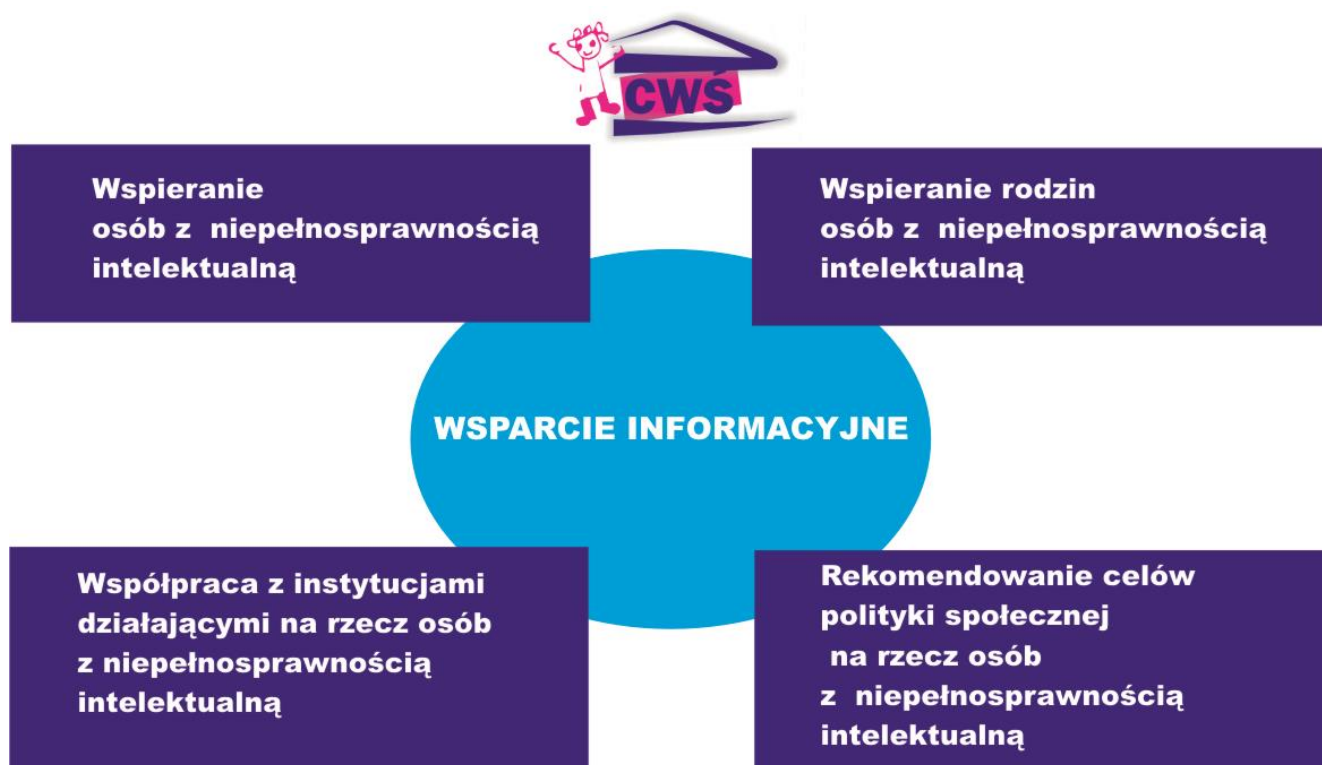 CWŚ
Wspieranie
osób z niepełnosprawnością
intelektualną
Wspieranie rodzin
osób z niepełnosprawnością
intelektualną
WSPARCIE INFORMACYJNE
Współpraca z instytucjami
działającymi na rzecz osób
z niepełnosprawnością
intelektualną
Rekomendowanie celów
polityki społecznej
na rzecz osób
z niepełnosprawnością
intelektualną